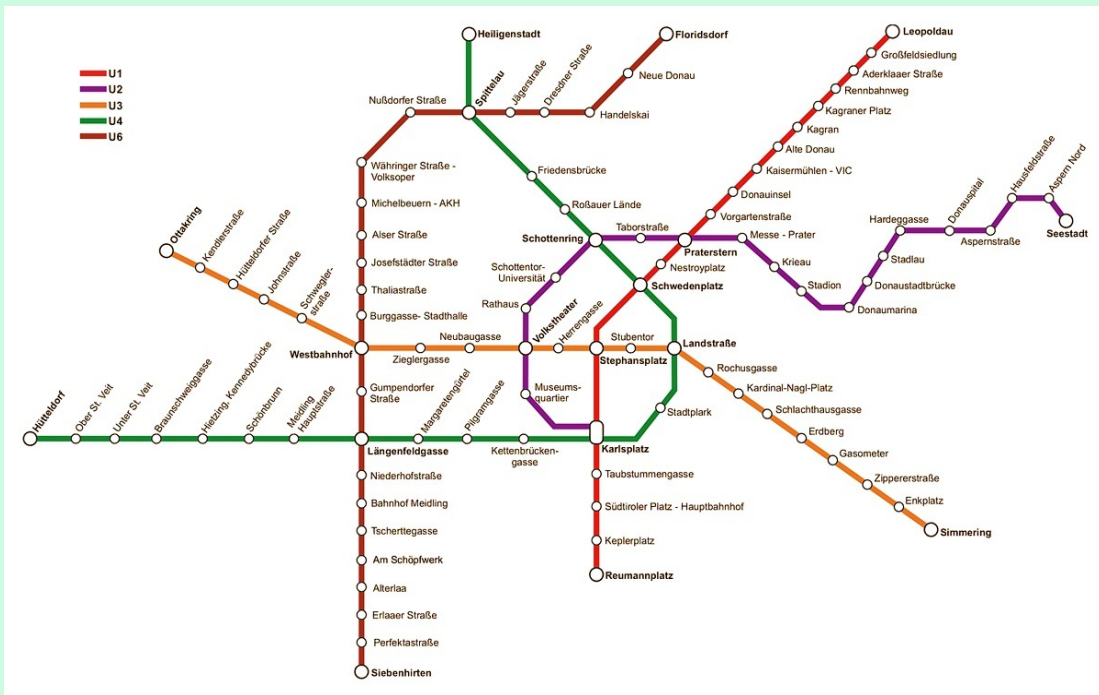 Heiligenstadt
Floridsdorf
Leopoldau
Großfeldsiedlung
Aderklaaer Straße
Rennbahnweg
Kagraner Platz
Kagran
Alte Donau
Kaisermühlen - VIC
Donauinsel
Vorgartenstraße
U1
U2
U3
U4
U6
Nußdorfer Straße
Spittelau
Jägerstraße
Dresdner Straße
Neue Donau
Handelskai
Währinger Straße -
Volksoper
Michelbeuern - AKH
Alser Straße
Josefstädter Straße
Thaliastraße
Burggasse- Stadthalle
Friedensbrücke
Roßauer Lände
Schottenring
Taborstraße
Praterstern
Messe - Prater
Krieau
Stadion
Donaumarina
Donaustadtbrücke
Stadlau
Hardeggasse
Donauspital
Aspernstraße
Hausfeldstraße
Aspern Nord
Seestadt
Nestroyplatz
Schwedenplatz
Schottentor-
Universität
Rathaus
Ottakring
Kendlerstraße
Hütteldorfer Straße
Johnstraße
Schwegler-
straße
Westbahnhof
Zieglergasse
Neubaugasse
Volkstheater
Herrengasse
Stephansplatz
Stubentor
Landstraße
Rochusgasse
Kardinal-Nagl-Platz
Schlachthausgasse
Erdberg
Gasometer
Zippererstraße
Enkplatz
Simmering
Gumpendorfer
Straße
Museums-
quartier
Stadtplark
Hütteldorf
Ober St. Veit
Unter St. Veit
Braunschweiggasse
Hietzing- Kennedybrücke
Schönbrunn
Meidling
Hauptstraße
Längenfeldgasse
Margaretengürtel
Pilgramgasse
Kettenbrücken-
gasse
Karlsplatz
Taubstummengasse
Südtiroler Platz - Hauptbahnhof
Keplerplatz
Reumannplatz
Niederhofstraße
Bahnhof Meidling
Tscherttegasse
Am Schöpfwerk
Alterlaa
Erlaaer Straße
Perfektastraße
Siebenhirten